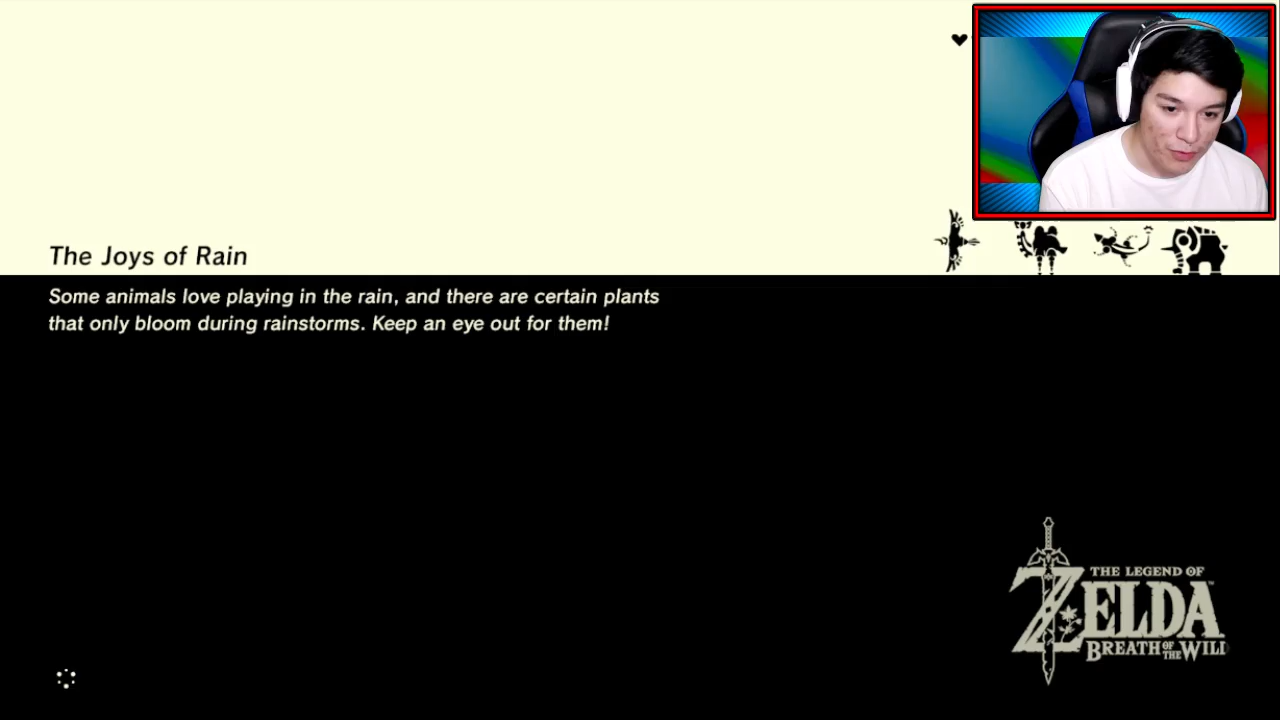 The Joys of Rain
Some animals love playing in the rain, and there are certain plants
that only bloom during rainstorms. Keep an eye out for them!
THE LEGEND OF
ZELDA
BREATH OF THE WILD